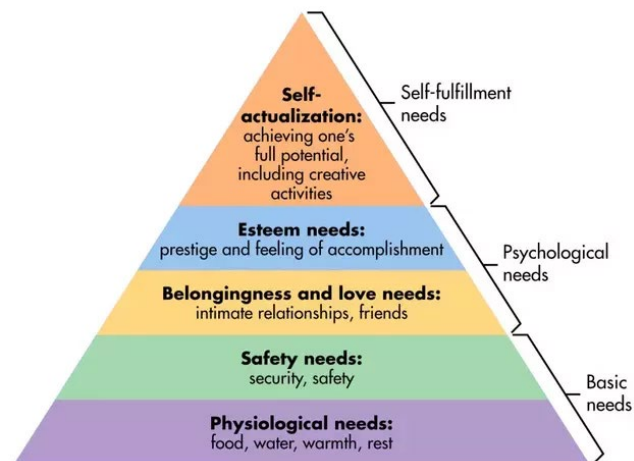 Self-
actualization:
achieving one's
full potential,
including creative
activities
Self-fulfillment
needs
Esteem needs:
prestige and feeling of accomplishment
Psychological
needs
Belongingness and love needs:
intimate relationships, friends
Safety needs:
security, safety
Basic
needs
Physiological needs:
food, water, warmth, rest